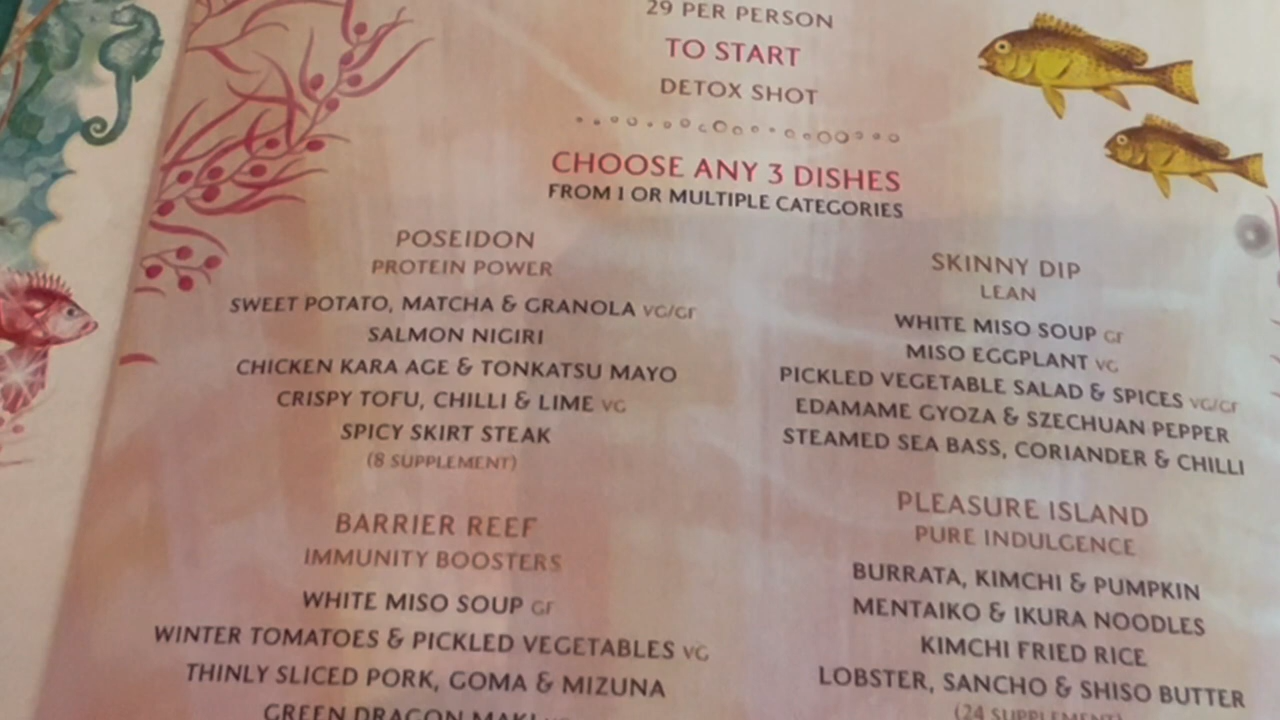 29 PER PERSON
TO START
DETOX SHOT
CHOOSE ANY 3 DISHES
FROM 1 OR MULTIPLE CATEGORIES
POSEIDON
PROTEIN POWER
SWEET POTATO, MATCHA & GRANOLA VG/GF
SALMON NIGIRI
CHICKEN KARA AGE & TONKATSU MAYO
CRISPY TOFU, CHILLI & LIME VG
SPICY SKIRT STEAK
(8 SUPPLEMENT)
BARRIER REEF
IMMUNITY BOOSTERS
WHITE MISO SOUP GF
WINTER TOMATOES & PICKLED VEGETABLES VG
THINLY SLICED PORK, GOMA & MIZUNA
GREEN DRAGON MAKI
SKINNY DIP
LEAN
WHITE MISO SOUP GF
MISO EGGPLANT VG
PICKLED VEGETABLE SALAD & SPICES VG/GF
EDAMAME GYOZA & SZECHUAN PEPPER
STEAMED SEA BASS, CORIANDER & CHILLI
PLEASURE ISLAND
PURE INDULGENCE
BURRATA, KIMCHI & PUMPKIN
MENTAIKO & IKURA NOODLES
KIMCHI FRIED RICE
LOBSTER, SANCHO & SHISO BUTTER
(24 SUPPLEMENT)